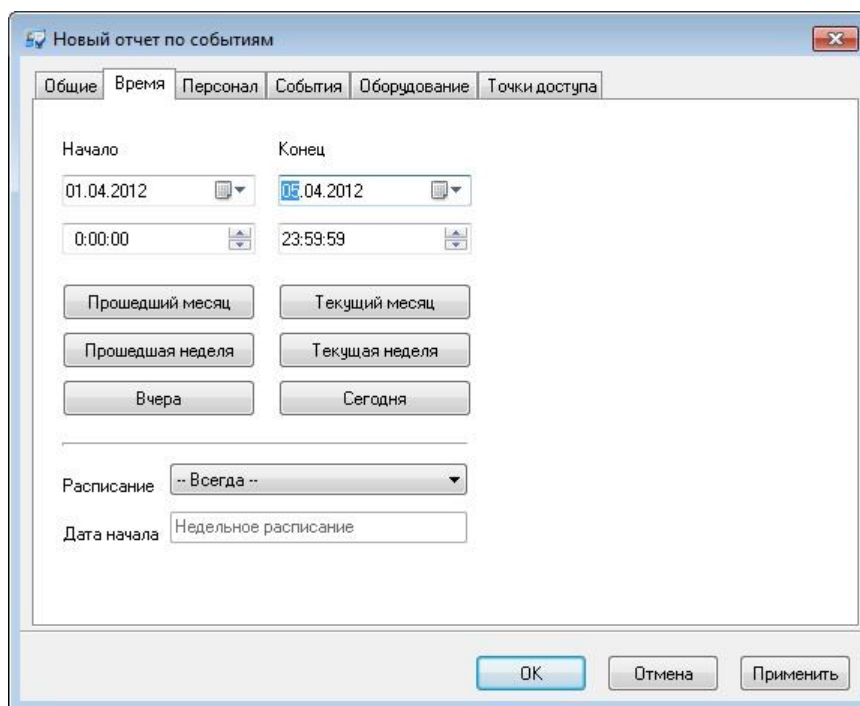 Новый отчет по событиям
Общие Время Персонал События Оборудование Точки доступа
Начало Конец
01.04.2012 05.04.2012
0:00:00 23:59:59
Прошедший месяц Текущий месяц
Прошедшая неделя Текущая неделя
Вчера Сегодня
Расписание -- Всегда --
Дата начала Недельное расписание
OK Отмена Применить